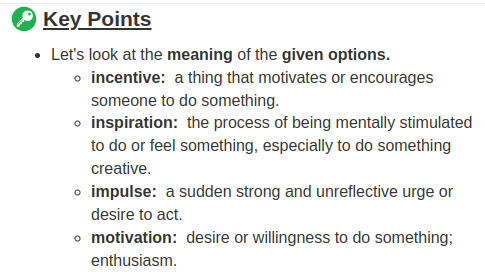 Key Points
Let's look at the meaning of the given options.
incentive: a thing that motivates or encourages
someone to do something.
inspiration: the process of being mentally stimulated
to do or feel something, especially to do something
creative.
impulse: a sudden strong and unreflective urge or
desire to act.
motivation: desire or willingness to do something;
enthusiasm.